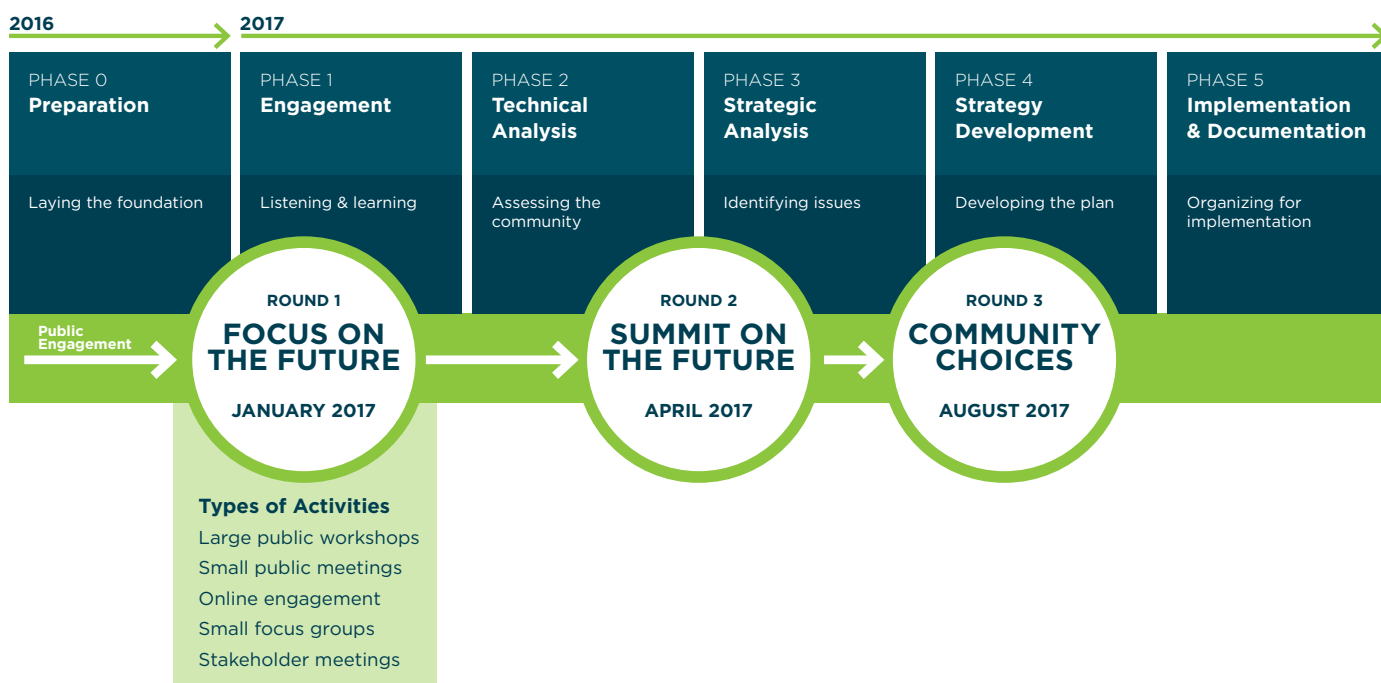 2016
2017
PHASE 0
Preparation
Laying the foundation
PHASE 1
Engagement
Listening & learning
PHASE 2
Technical
Analysis
Assessing the
community
PHASE 3
Strategic
Analysis
Identifying issues
PHASE 4
Strategy
Development
Developing the plan
PHASE 5
Implementation
& Documentation
Organizing for
implementation
Public
Engagement
ROUND 1
FOCUS ON
THE FUTURE
JANUARY 2017
ROUND 2
SUMMIT ON
THE FUTURE
APRIL 2017
ROUND 3
COMMUNITY
CHOICES
AUGUST 2017
Types of Activities
Large public workshops
Small public meetings
Online engagement
Small focus groups
Stakeholder meetings